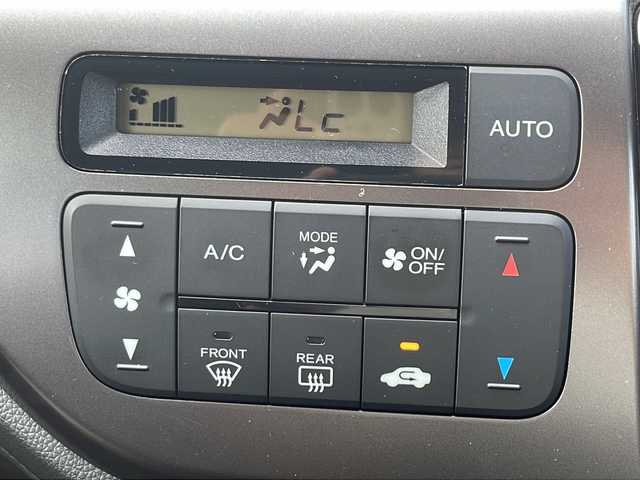 Lc
AUTO
A/C
MODE
ON/
OFF
FRONT
REAR